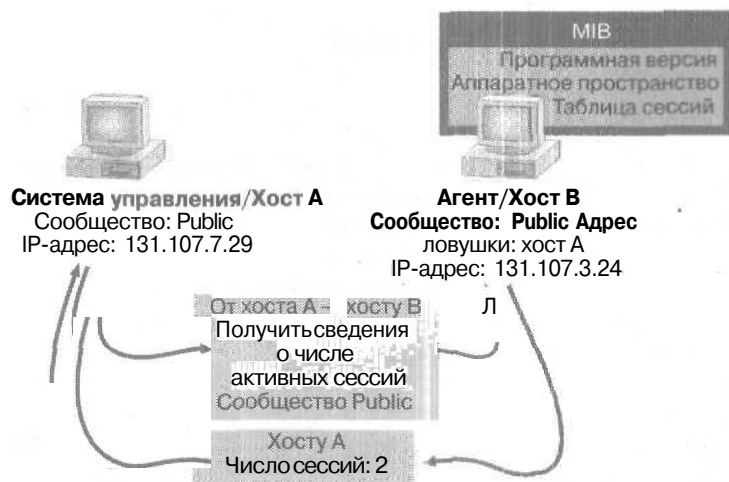 MIB
Программная версия
Аппаратное пространство
Таблица сессий
Система управления/Хост А
Сообщество: Public
IP-адрес: 131.107.7.29
Агент/Хост В
Сообщество: Public Адрес
ловушки: хост А
IP-адрес: 131.107.3.24
От хоста А – хосту В
Л
Получить сведения
о числе
активных сессий
Сообщество Public
Хосту А
Число сессий: 2